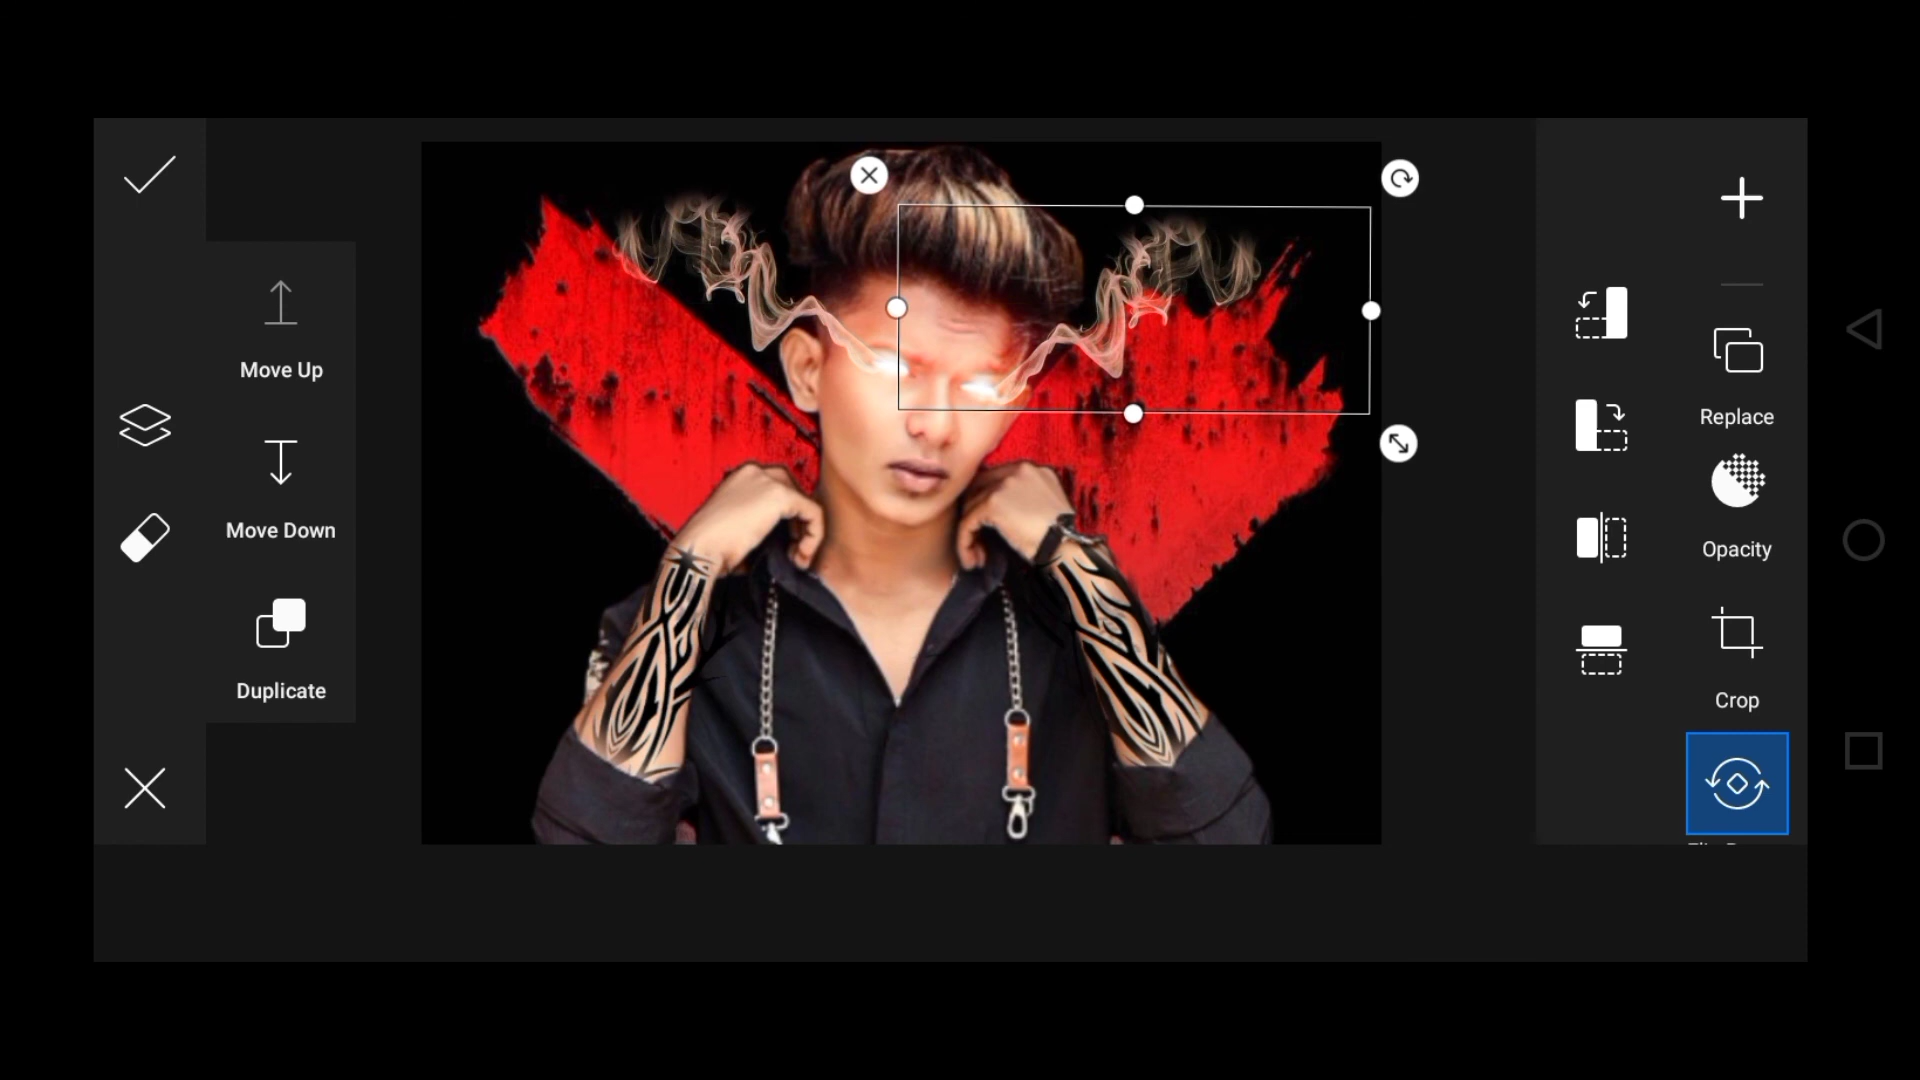 Move Up
Move Down
Duplicate
Replace
Opacity
Crop